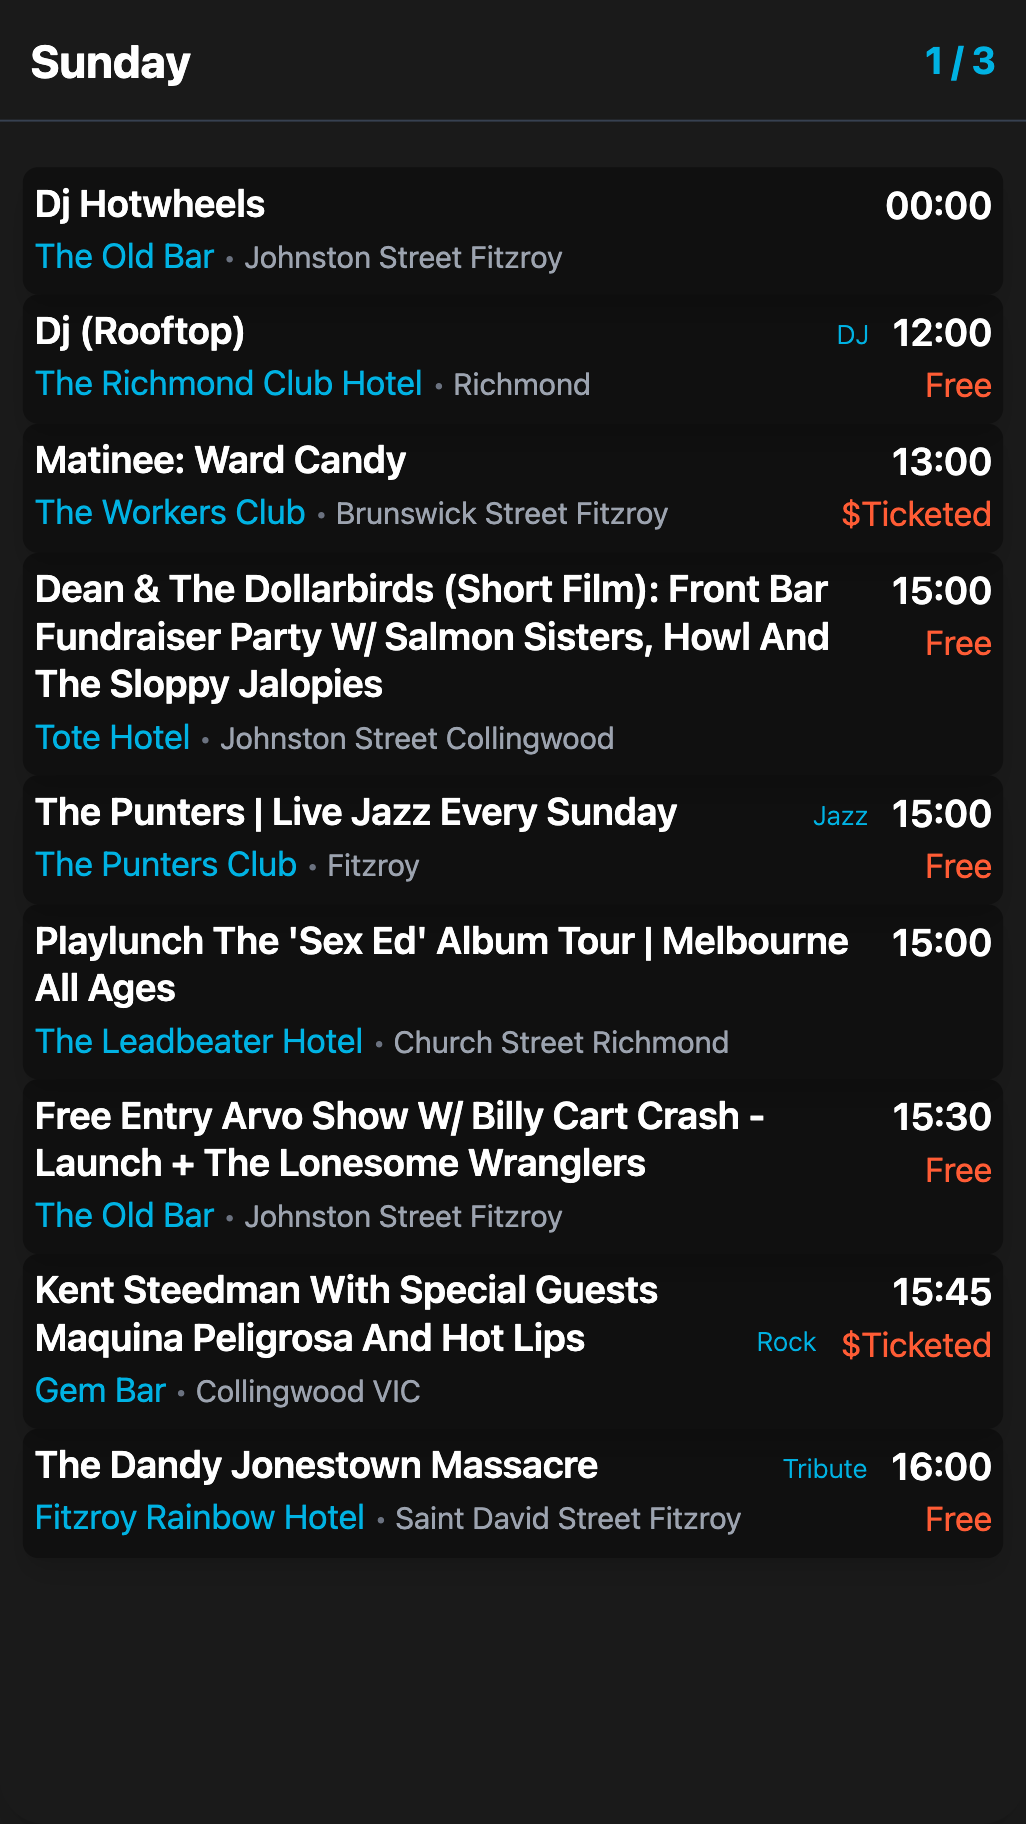 Sunday 1 / 3
Dj Hotwheels 00:00
The Old Bar • Johnston Street Fitzroy
Dj (Rooftop) DJ 12:00
The Richmond Club Hotel • Richmond Free
Matinee: Ward Candy 13:00
The Workers Club • Brunswick Street Fitzroy $Ticketed
Dean & The Dollarbirds (Short Film): Front Bar 15:00
Fundraiser Party W/ Salmon Sisters, Howl And Free
The Sloppy Jalopies
Tote Hotel • Johnston Street Collingwood
The Punters | Live Jazz Every Sunday Jazz 15:00
The Punters Club • Fitzroy Free
Playlunch The 'Sex Ed' Album Tour | Melbourne 15:00
All Ages
The Leadbeater Hotel • Church Street Richmond
Free Entry Arvo Show W/ Billy Cart Crash - 15:30
Launch + The Lonesome Wranglers Free
The Old Bar • Johnston Street Fitzroy
Kent Steedman With Special Guests 15:45
Maquina Peligrosa And Hot Lips Rock $Ticketed
Gem Bar • Collingwood VIC
The Dandy Jonestown Massacre Tribute 16:00
Fitzroy Rainbow Hotel • Saint David Street Fitzroy Free